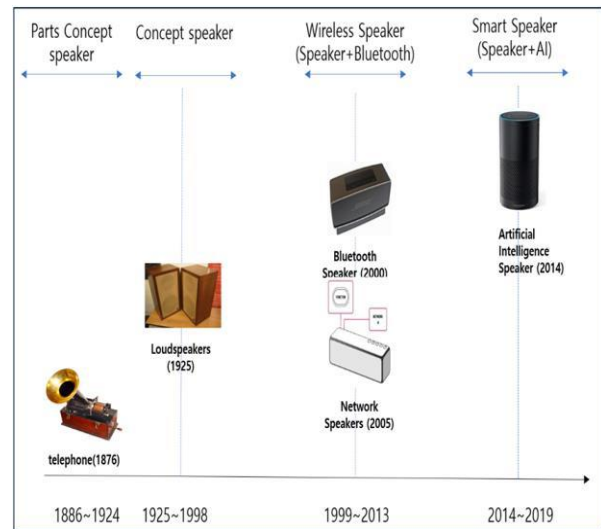 Parts Concept
speaker
Concept speaker
Wireless Speaker
(Speaker+Bluetooth)
Smart Speaker
(Speaker+AI)
Bluetooth
Speaker (2000)
Artificial
Intelligence
Speaker (2014)
Loudspeakers
(1925)
Network
Speakers (2005)
telephone(1876)
1886~1924
1925~1998
1999~2013
2014~2019